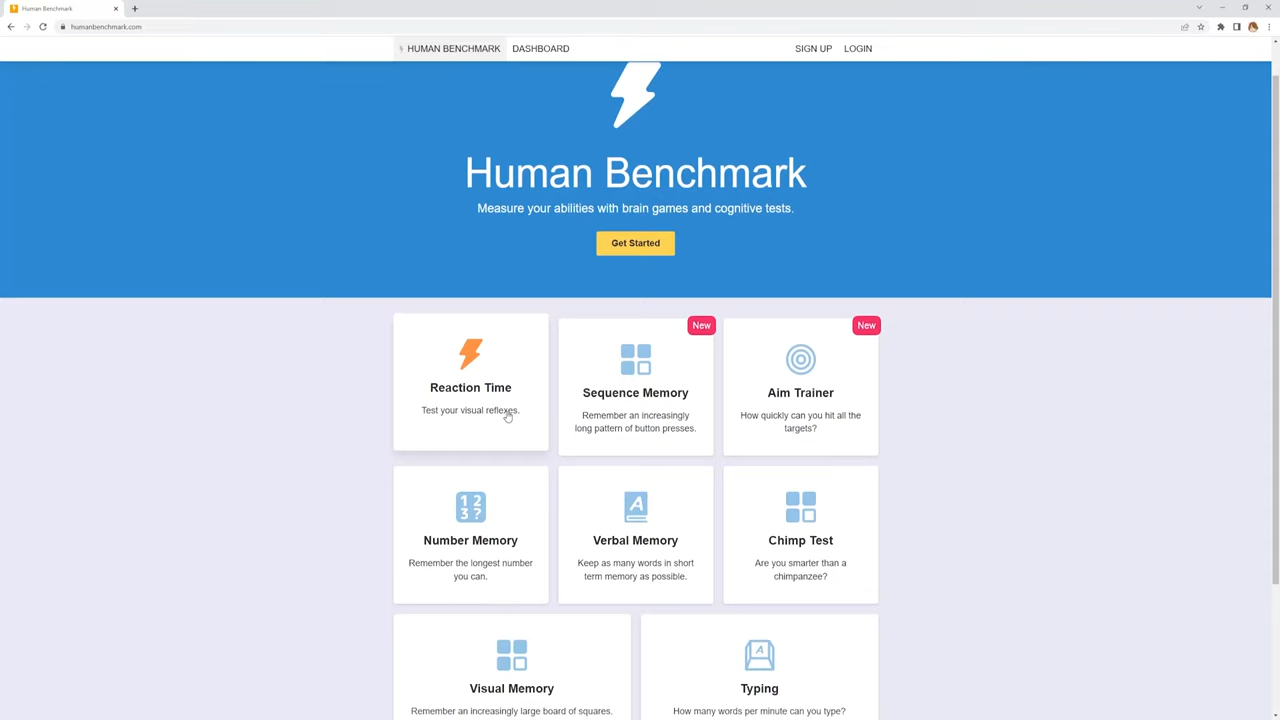 Human Benchmark
humanbenchmark.com
HUMAN BENCHMARK
DASHBOARD
SIGN UP
LOGIN
Human Benchmark
Measure your abilities with brain games and cognitive tests.
Get Started
Reaction Time
Test your visual reflexes.
New
Sequence Memory
Remember an increasingly
long pattern of button presses.
New
Aim Trainer
How quickly can you hit all the
targets?
1 2
3 ?
Number Memory
Remember the longest number
you can.
A
Verbal Memory
Keep as many words in short
term memory as possible.
Chimp Test
Are you smarter than a
chimpanzee?
Visual Memory
Remember an increasingly large board of squares.
A
Typing
How many words per minute can you type?